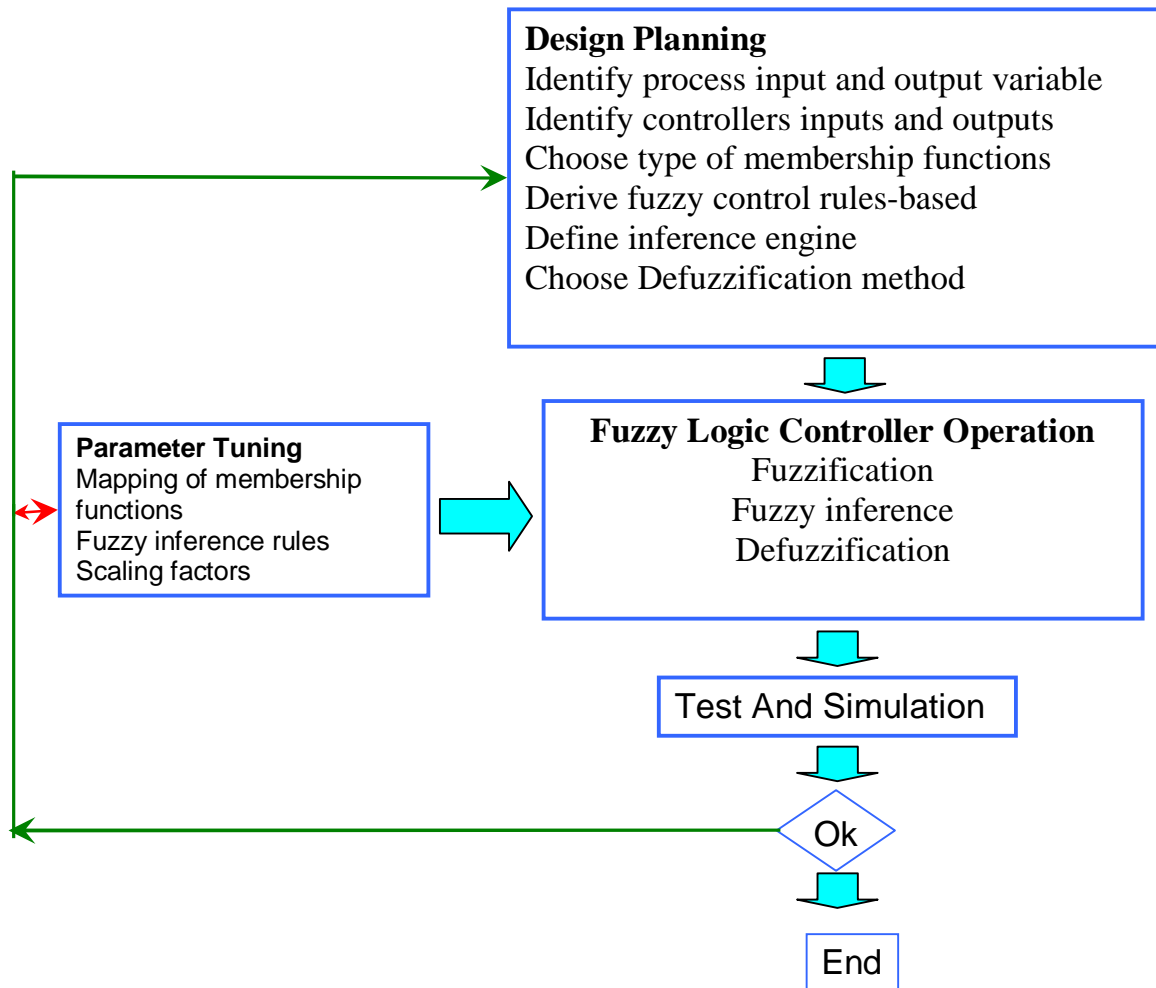 Design Planning
Identify process input and output variable
Identify controllers inputs and outputs
Choose type of membership functions
Derive fuzzy control rules-based
Define inference engine
Choose Defuzzification method
Parameter Tuning
Mapping of membership
functions
Fuzzy inference rules
Scaling factors
Fuzzy Logic Controller Operation
Fuzzification
Fuzzy inference
Defuzzification
Test And Simulation
Ok
End